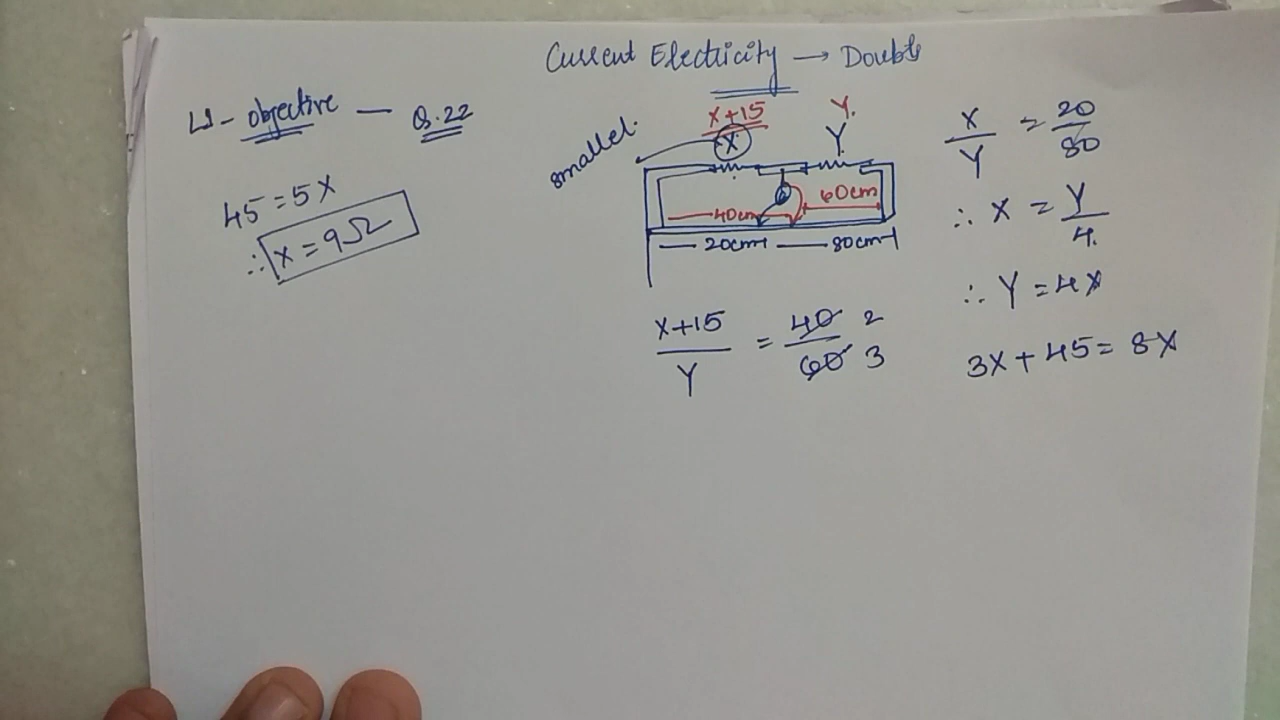 Current Electricity → Doubts
L1 - objective — Q.22
45 = 5X
∴ X = 9Ω
smaller.
X+15
Y.
X
Y
40cm
60cm
20cm
80cm
X+15 / Y = 40 / 60 2 / 3
X / Y = 20 / 80
∴ X = Y / 4.
∴ Y = 4X
3X + 45 = 8X